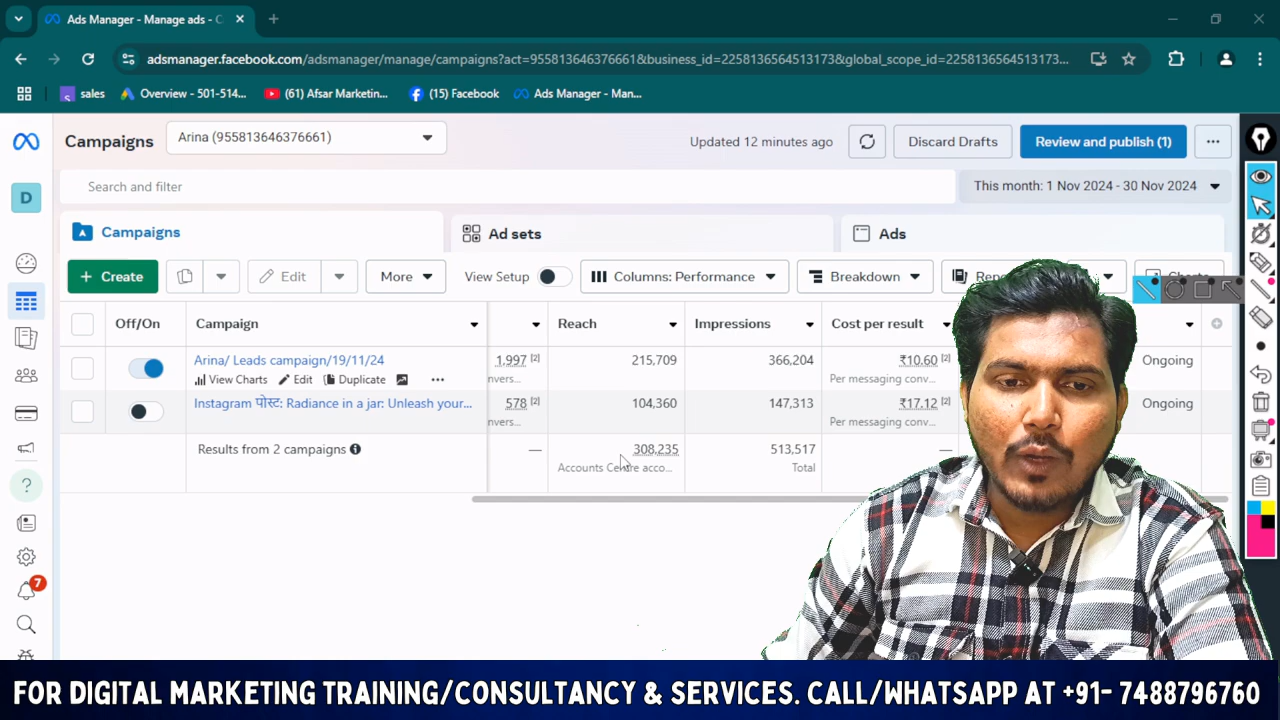 Ads Manager - Manage ads - C
adsmanager.facebook.com/adsmanager/manage/campaigns?act=955813646376661&business_id=2258136564513173&global_scope_id=2258136564513173...
sales
Overview - 501-514...
(61) Afsar Marketin...
(15) Facebook
Ads Manager - Man...
Campaigns
Arina (955813646376661)
Updated 12 minutes ago
Discard Drafts
Review and publish (1)
D
Search and filter
This month: 1 Nov 2024 - 30 Nov 2024
Campaigns
Ad sets
Ads
+ Create
Edit
More
View Setup
Columns: Performance
Breakdown
Off/On
Campaign
Reach
Impressions
Cost per result
Arina/ Leads campaign/19/11/24
1,997 [2]
215,709
366,204
₹10.60 [2]
Ongoing
View Charts
Edit
Duplicate
nvers...
Per messaging conv...
Instagram पोस्ट: Radiance in a jar: Unleash your...
578 [2]
104,360
147,313
₹17.12 [2]
Ongoing
nvers...
Per messaging conv...
Results from 2 campaigns
—
308,235
513,517
—
Accounts Centre acco...
Total
7
FOR DIGITAL MARKETING TRAINING/CONSULTANCY & SERVICES. CALL/WHATSAPP AT +91- 7488796760